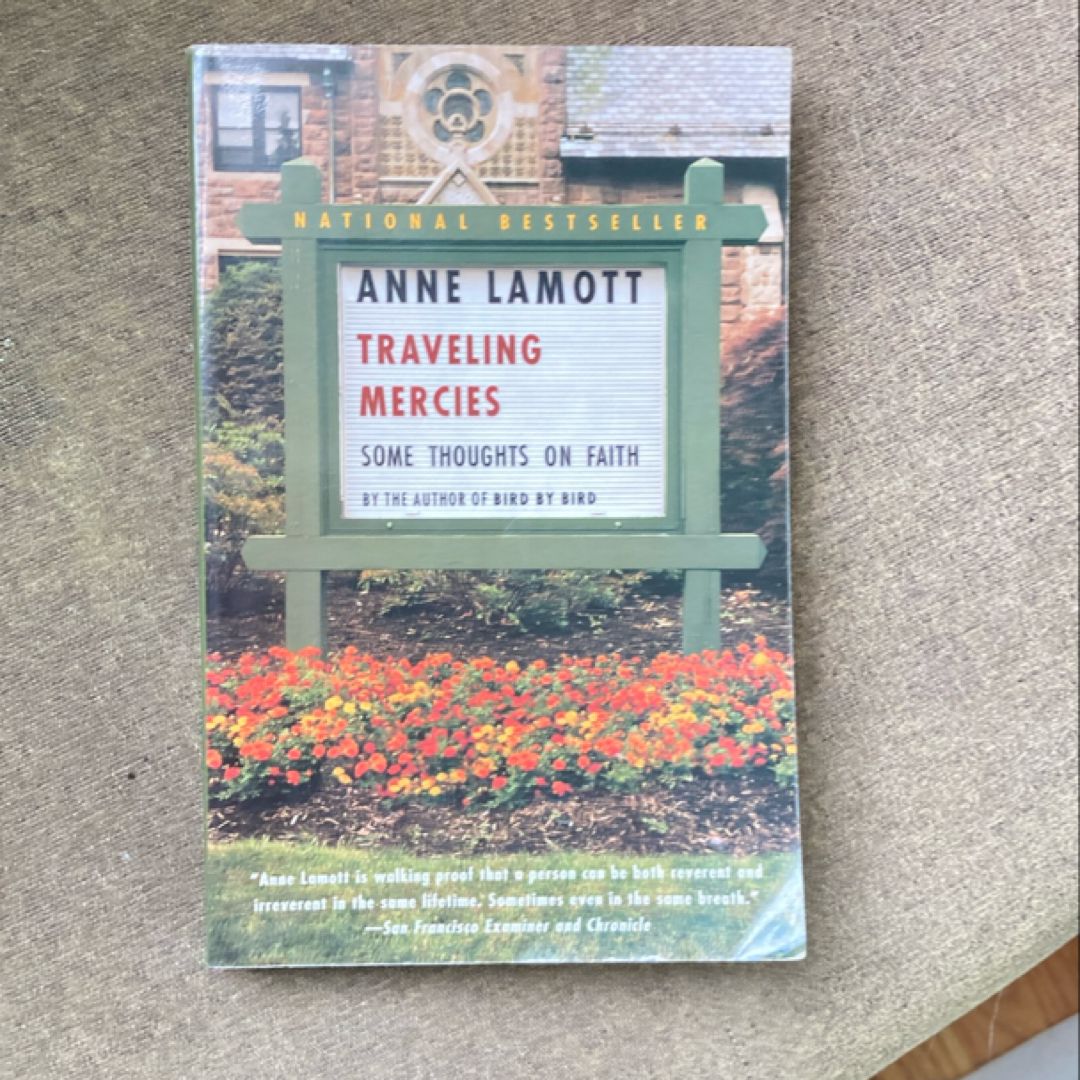 NATIONAL BESTSELLER
ANNE LAMOTT
TRAVELING
MERCIES
SOME THOUGHTS ON FAITH
BY THE AUTHOR OF BIRD BY BIRD
"Anne Lamott is walking proof that a person can be both reverent and
irreverent in the same lifetime. Sometimes even in the same breath."
—San Francisco Examiner and Chronicle